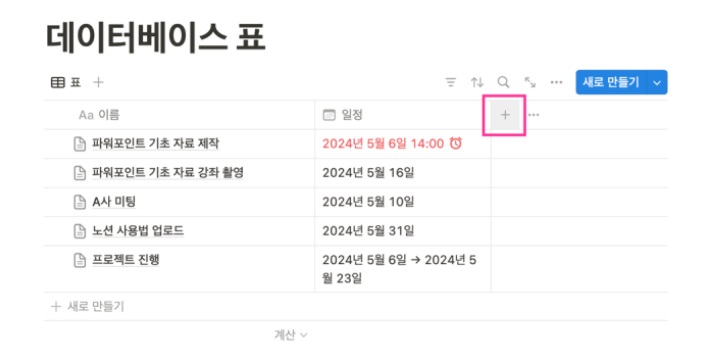 데이터베이스 표
표
새로 만들기
Aa 이름
일정
파워포인트 기초 자료 제작
2024년 5월 6일 14:00
파워포인트 기초 자료 강좌 촬영
2024년 5월 16일
A사 미팅
2024년 5월 10일
노션 사용법 업로드
2024년 5월 31일
프로젝트 진행
2024년 5월 6일 → 2024년 5
월 23일
+ 새로 만들기
계산